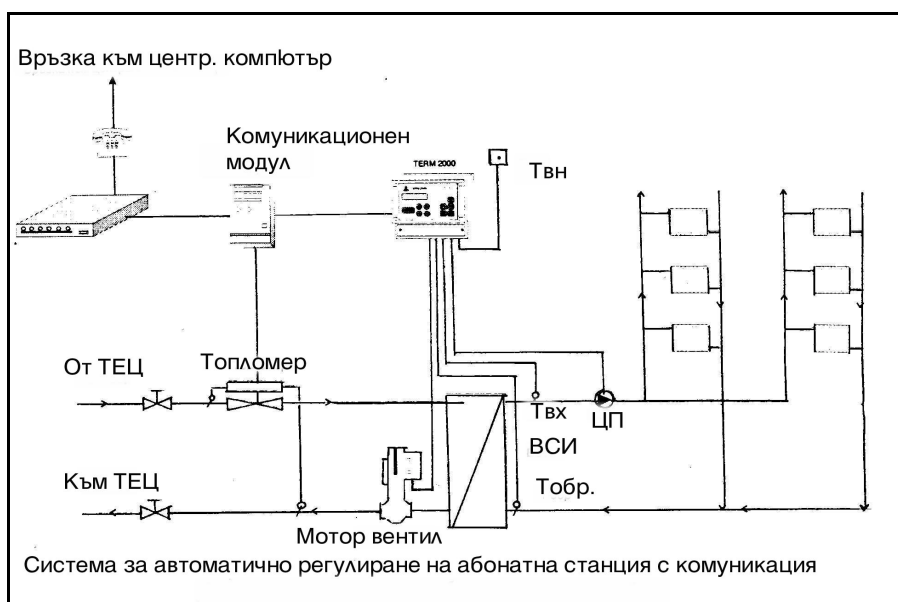 Връзка към центр. компютър
Комуникационен
модул
TERM 2000
Твн
От ТЕЦ
Топломер
Твх
ЦП
ВСИ
Към ТЕЦ
Тобр.
Мотор вентил
Система за автоматично регулиране на абонатна станция с комуникация